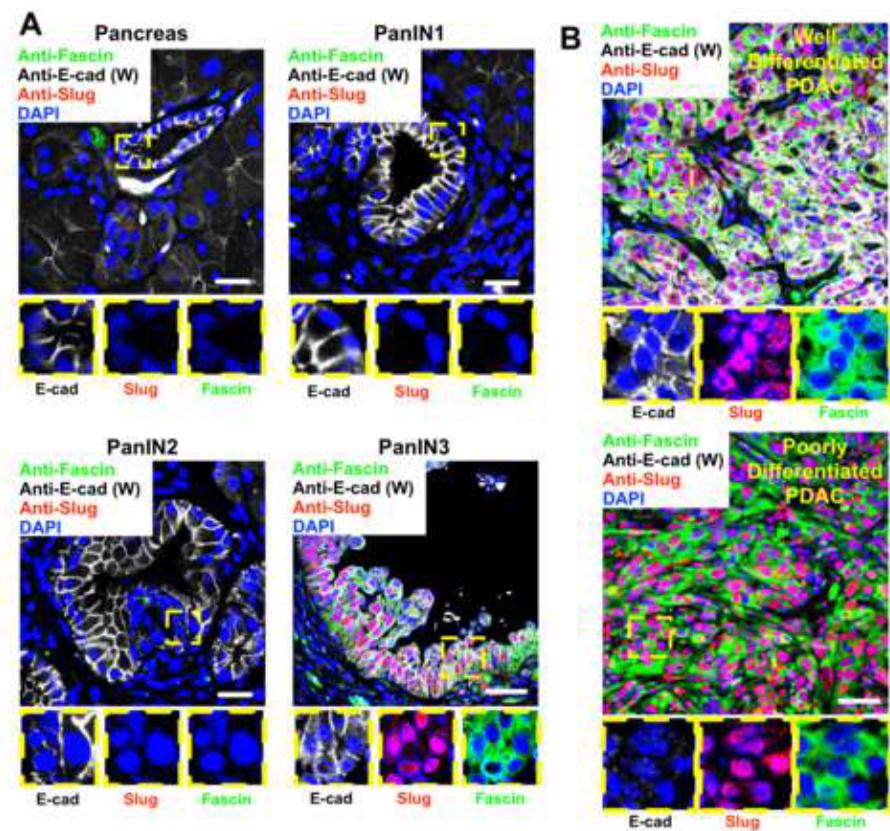 A
Pancreas
Anti-Fascin
Anti-E-cad (W)
Anti-Slug
DAPI
E-cad Slug Fascin
PanIN1
Anti-Fascin
Anti-E-cad (W)
Anti-Slug
DAPI
E-cad Slug Fascin
PanIN2
Anti-Fascin
Anti-E-cad (W)
Anti-Slug
DAPI
E-cad Slug Fascin
PanIN3
Anti-Fascin
Anti-E-cad (W)
Anti-Slug
DAPI
E-cad Slug Fascin
B
Anti-Fascin
Anti-E-cad (W)
Anti-Slug
DAPI
Well
Differentiated
PDAC
E-cad Slug Fascin
Anti-Fascin
Anti-E-cad (W)
Anti-Slug
DAPI
Poorly
Differentiated
PDAC
E-cad Slug Fascin